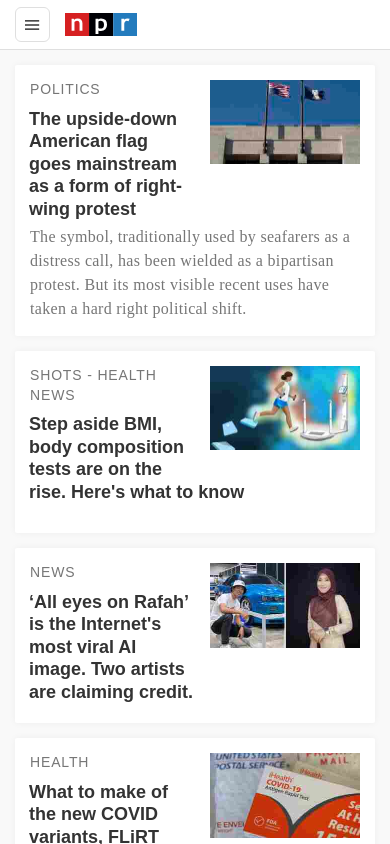 npr
POLITICS
The upside-down
American flag
goes mainstream
as a form of right-
wing protest
The symbol, traditionally used by seafarers as a
distress call, has been wielded as a bipartisan
protest. But its most visible recent uses have
taken a hard right political shift.
SHOTS - HEALTH
NEWS
Step aside BMI,
body composition
tests are on the
rise. Here's what to know
NEWS
‘All eyes on Rafah’
is the Internet's
most viral AI
image. Two artists
are claiming credit.
HEALTH
What to make of
the new COVID
variants, FLiRT
UNITED STATES
POSTAL SERVICE
MAIL
iHealth
COVID-19
Antigen Rapid Test
FDA